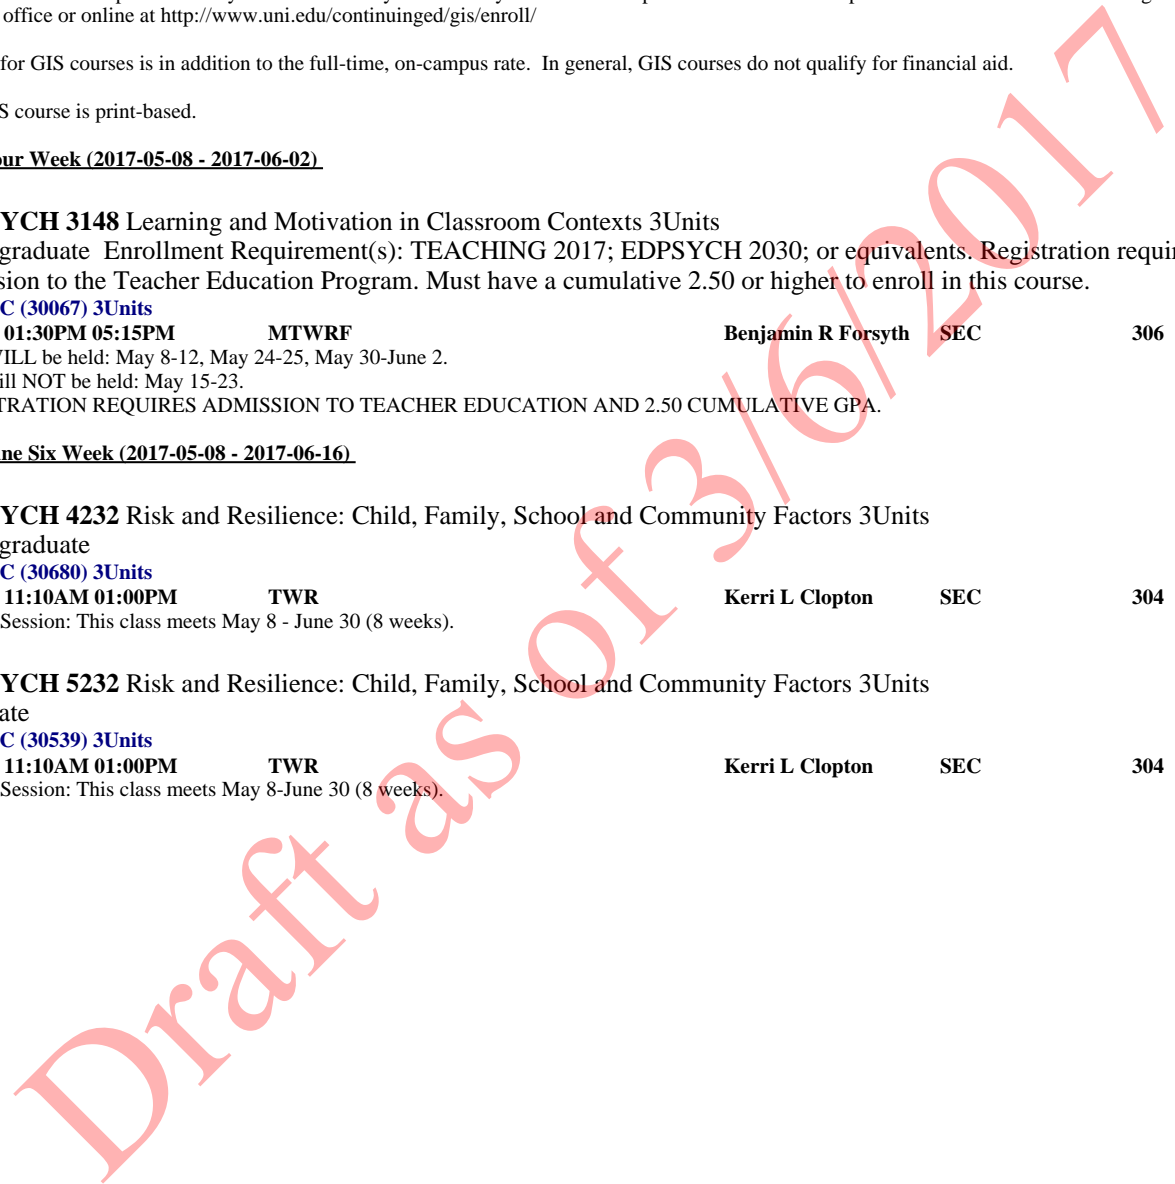 office or online at http://www.uni.edu/continuinged/gis/enroll/
for GIS courses is in addition to the full-time, on-campus rate. In general, GIS courses do not qualify for financial aid.
S course is print-based.
our Week (2017-05-08 - 2017-06-02)
YCH 3148 Learning and Motivation in Classroom Contexts 3Units
graduate Enrollment Requirement(s): TEACHING 2017; EDPSYCH 2030; or equivalents. Registration requir
sion to the Teacher Education Program. Must have a cumulative 2.50 or higher to enroll in this course.
C (30067) 3Units
01:30PM 05:15PM MTWRF Benjamin R Forsyth SEC 306
WILL be held: May 8-12, May 24-25, May 30-June 2.
ill NOT be held: May 15-23.
TRATION REQUIRES ADMISSION TO TEACHER EDUCATION AND 2.50 CUMULATIVE GPA.
ne Six Week (2017-05-08 - 2017-06-16)
YCH 4232 Risk and Resilience: Child, Family, School and Community Factors 3Units
graduate
C (30680) 3Units
11:10AM 01:00PM TWR Kerri L Clopton SEC 304
Session: This class meets May 8 - June 30 (8 weeks).
YCH 5232 Risk and Resilience: Child, Family, School and Community Factors 3Units
ate
C (30539) 3Units
11:10AM 01:00PM TWR Kerri L Clopton SEC 304
Session: This class meets May 8-June 30 (8 weeks).
Draft as of 3/6/2017